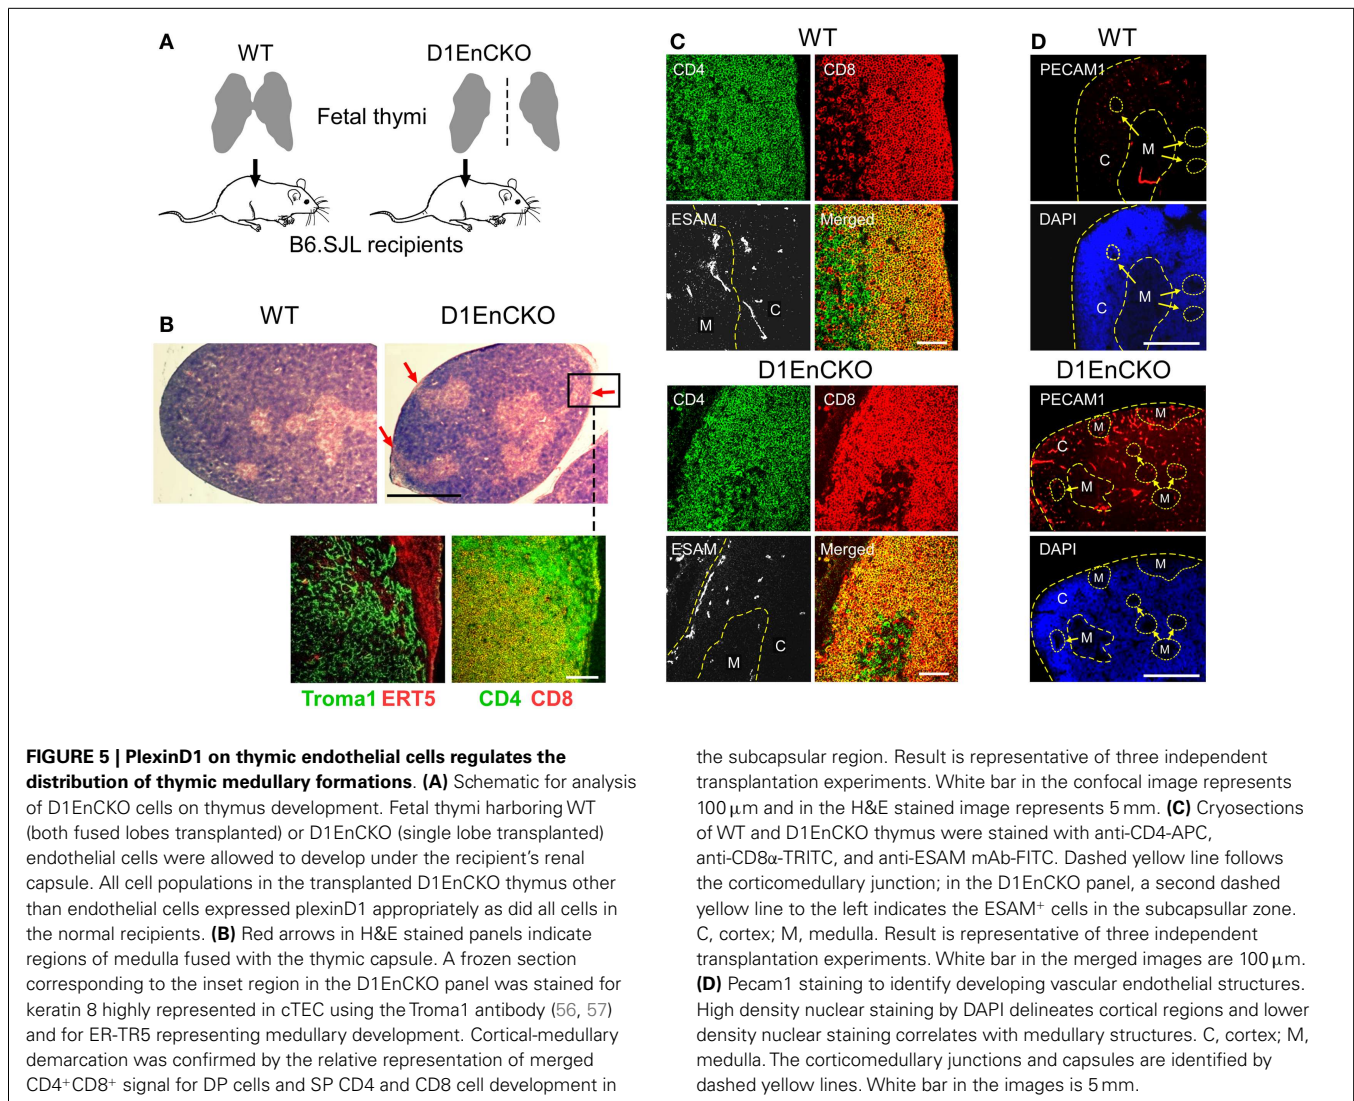 A
WT
D1EnCKO
Fetal thymi
B6.SJL recipients
B
WT
D1EnCKO
Troma1 ERT5
CD4 CD8
C
WT
CD4
CD8
ESAM
Merged
M
C
D1EnCKO
CD4
CD8
ESAM
Merged
M
C
D
WT
PECAM1
C
M
DAPI
C
M
D1EnCKO
PECAM1
M
M
C
M
M
DAPI
M
M
C
M
M
FIGURE 5 | PlexinD1 on thymic endothelial cells regulates the
distribution of thymic medullary formations. (A) Schematic for analysis
of D1EnCKO cells on thymus development. Fetal thymi harboring WT
(both fused lobes transplanted) or D1EnCKO (single lobe transplanted)
endothelial cells were allowed to develop under the recipient's renal
capsule. All cell populations in the transplanted D1EnCKO thymus other
than endothelial cells expressed plexinD1 appropriately as did all cells in
the normal recipients. (B) Red arrows in H&E stained panels indicate
regions of medulla fused with the thymic capsule. A frozen section
corresponding to the inset region in the D1EnCKO panel was stained for
keratin 8 highly represented in cTEC using the Troma1 antibody (56, 57)
and for ER-TR5 representing medullary development. Cortical-medullary
demarcation was confirmed by the relative representation of merged
CD4⁺CD8⁺ signal for DP cells and SP CD4 and CD8 cell development in
the subcapsular region. Result is representative of three independent
transplantation experiments. White bar in the confocal image represents
100 μm and in the H&E stained image represents 5 mm. (C) Cryosections
of WT and D1EnCKO thymus were stained with anti-CD4-APC,
anti-CD8α-TRITC, and anti-ESAM mAb-FITC. Dashed yellow line follows
the corticomedullary junction; in the D1EnCKO panel, a second dashed
yellow line to the left indicates the ESAM⁺ cells in the subcapsullar zone.
C, cortex; M, medulla. Result is representative of three independent
transplantation experiments. White bar in the merged images are 100 μm.
(D) Pecam1 staining to identify developing vascular endothelial structures.
High density nuclear staining by DAPI delineates cortical regions and lower
density nuclear staining correlates with medullary structures. C, cortex; M,
medulla. The corticomedullary junctions and capsules are identified by
dashed yellow lines. White bar in the images is 5 mm.